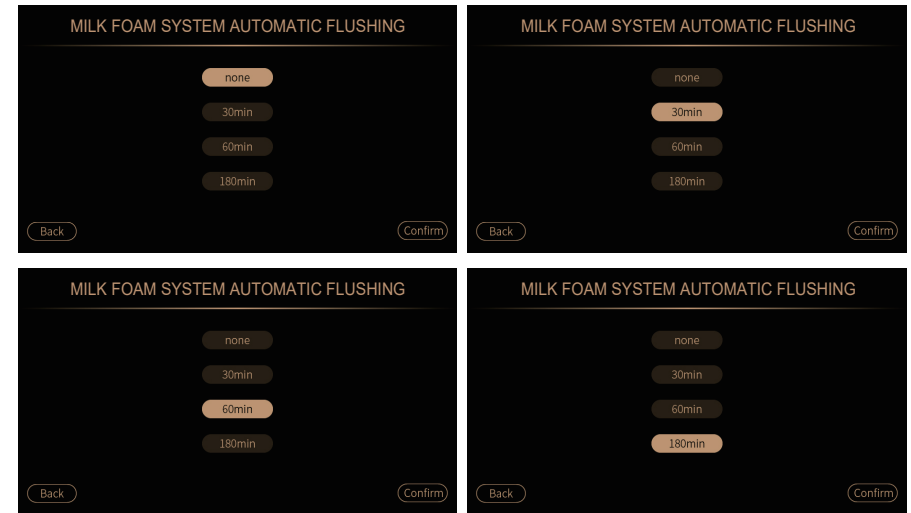 MILK FOAM SYSTEM AUTOMATIC FLUSHING
none
30min
60min
180min
Back
Confirm
MILK FOAM SYSTEM AUTOMATIC FLUSHING
none
30min
60min
180min
Back
Confirm
MILK FOAM SYSTEM AUTOMATIC FLUSHING
none
30min
60min
180min
Back
Confirm
MILK FOAM SYSTEM AUTOMATIC FLUSHING
none
30min
60min
180min
Back
Confirm